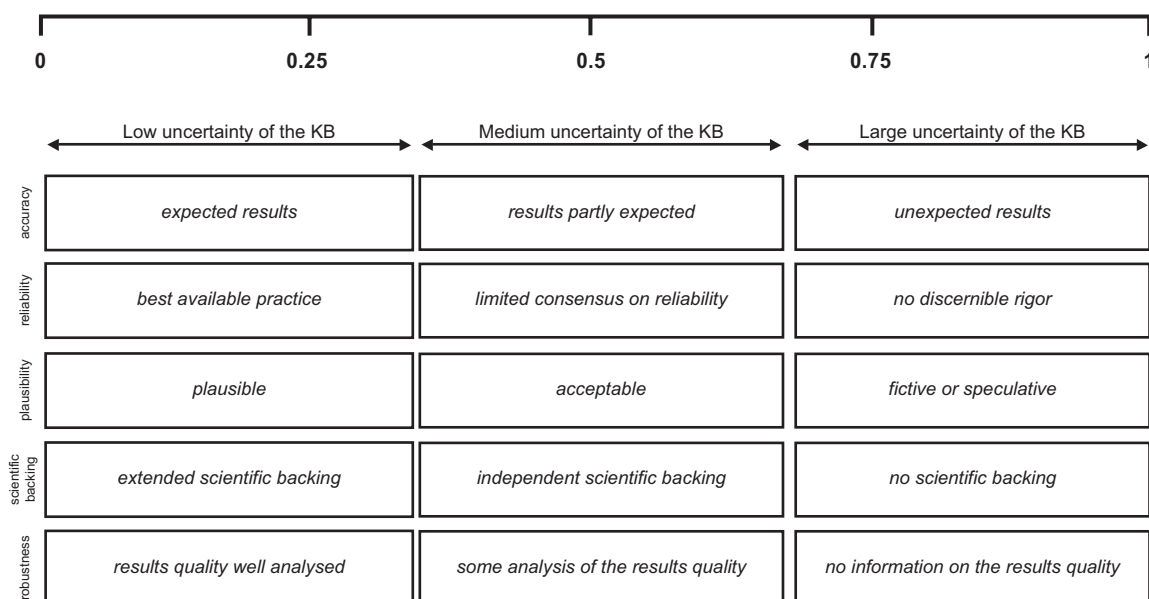 0 0.25 0.5 0.75 1
Low uncertainty of the KB Medium uncertainty of the KB Large uncertainty of the KB
accuracy expected results results partly expected unexpected results
reliability best available practice limited consensus on reliability no discernible rigor
plausibility plausible acceptable fictive or speculative
scientific
backing extended scientific backing independent scientific backing no scientific backing
robustness results quality well analysed some analysis of the results quality no information on the results quality